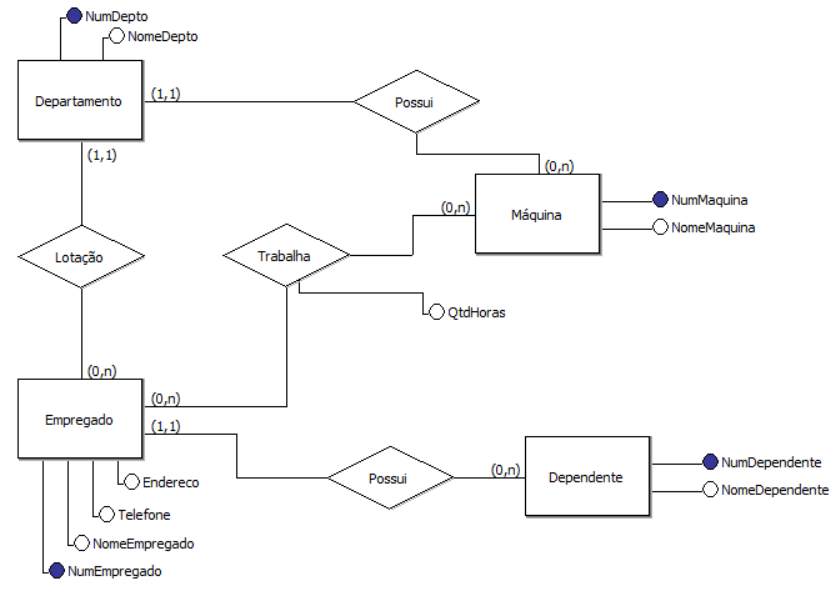 NumDepto
NomeDepto
Departamento
(1,1)
Possui
(1,1)
(0,n)
Máquina
NumMaquina
NomeMaquina
(0,n)
Lotação
Trabalha
QtdHoras
(0,n)
Empregado
(0,n)
(1,1)
Possui
(0,n)
Dependente
NumDependente
NomeDependente
Endereco
Telefone
NomeEmpregado
NumEmpregado